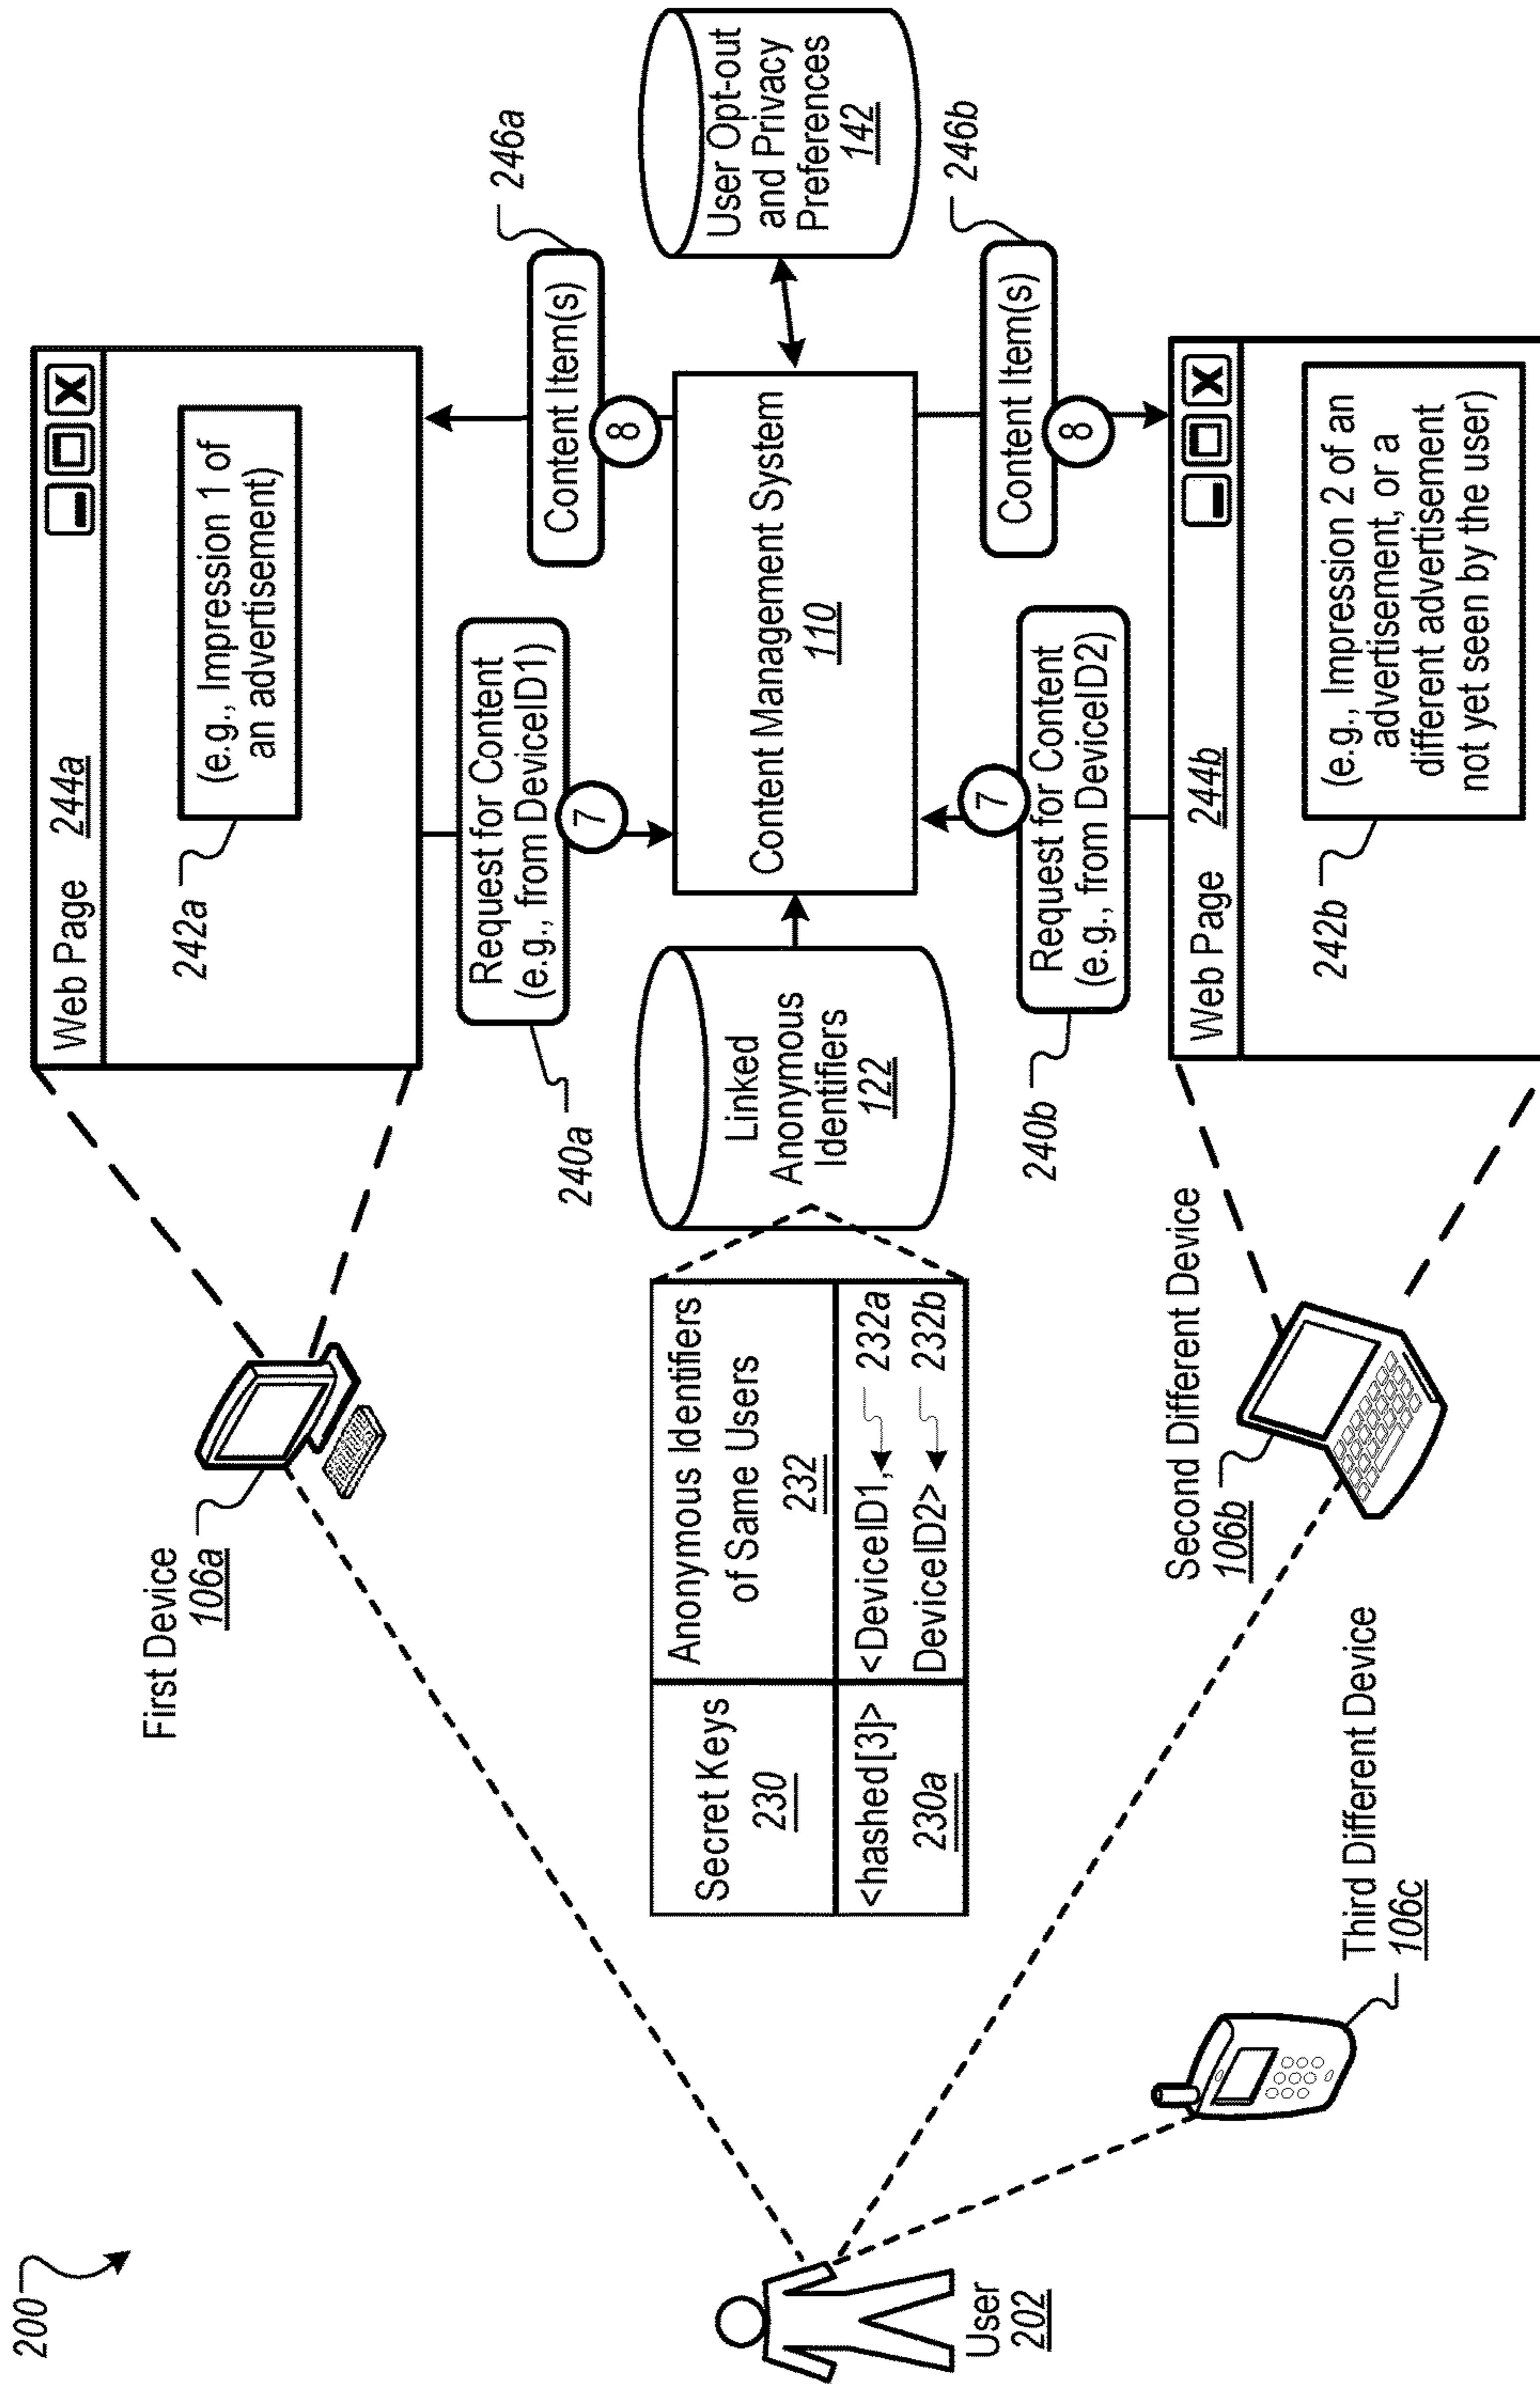 200
User
202
First Device
106a
Web Page 244a
X
242a
(e.g., Impression 1 of
an advertisement)
240a
Request for Content
(e.g., from DeviceID1)
7
Content Item(s)
246a
8
Secret Keys
230
Anonymous Identifiers
of Same Users
232
<hashed[3]>
230a
<DeviceID1,
232a
DeviceID2>
232b
Linked
Anonymous
Identifiers
122
Content Management System
110
User Opt-out
and Privacy
Preferences
142
240b
Request for Content
(e.g., from DeviceID2)
7
Content Item(s)
246b
8
Third Different Device
106c
Second Different Device
106b
Web Page 244b
X
242b
(e.g., Impression 2 of an
advertisement, or a
different advertisement
not yet seen by the user)